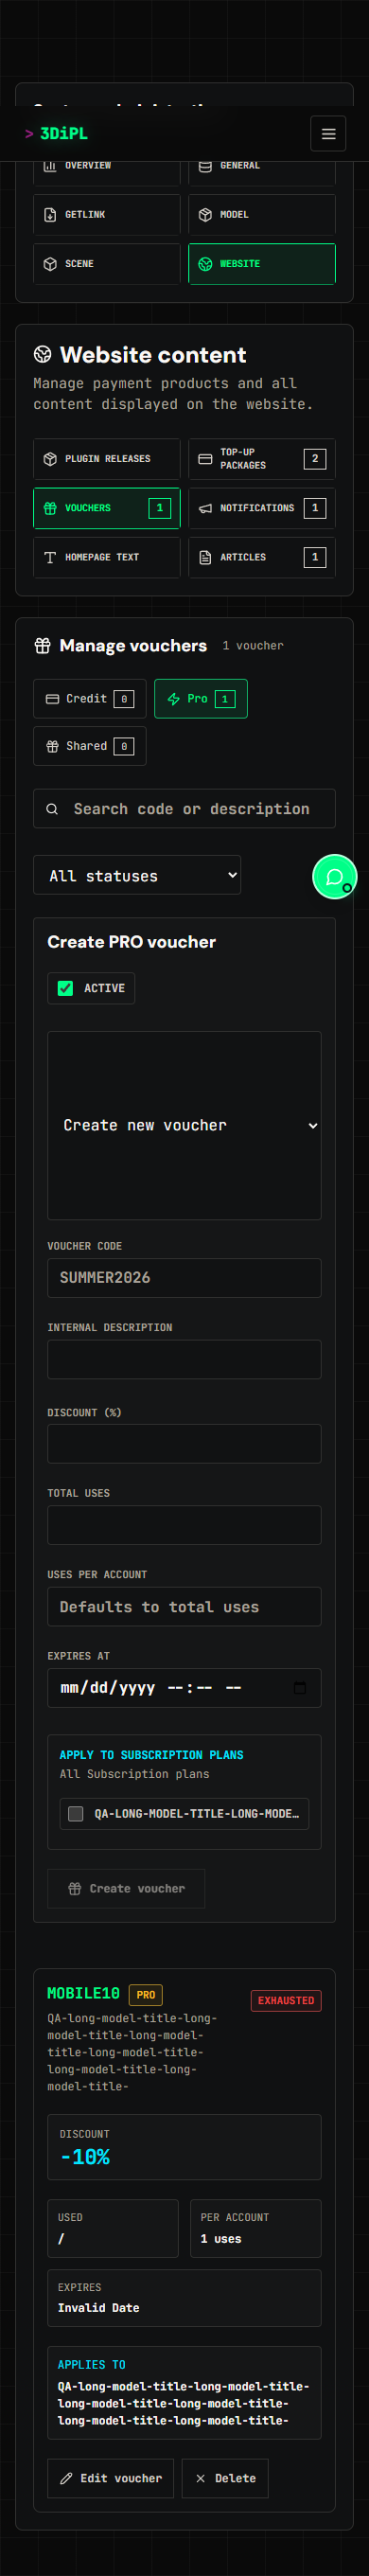 > 3DiPL
OVERVIEW
GENERAL
GETLINK
MODEL
SCENE
WEBSITE
Website content
Manage payment products and all
content displayed on the website.
PLUGIN RELEASES
TOP-UP
PACKAGES
2
VOUCHERS
1
NOTIFICATIONS
1
HOMEPAGE TEXT
ARTICLES
1
Manage vouchers
1 voucher
Credit
0
Pro
1
Shared
0
Search code or description
All statuses
Create PRO voucher
ACTIVE
Create new voucher
VOUCHER CODE
SUMMER2026
INTERNAL DESCRIPTION
DISCOUNT (%)
TOTAL USES
USES PER ACCOUNT
Defaults to total uses
EXPIRES AT
mm/dd/yyyy --:-- --
APPLY TO SUBSCRIPTION PLANS
All Subscription plans
QA-LONG-MODEL-TITLE-LONG-MODE…
Create voucher
MOBILE10
PRO
EXHAUSTED
QA-long-model-title-long-
model-title-long-model-
title-long-model-title-
long-model-title-long-
model-title-
DISCOUNT
-10%
USED
/
PER ACCOUNT
1 uses
EXPIRES
Invalid Date
APPLIES TO
QA-long-model-title-long-model-title-
long-model-title-long-model-title-
long-model-title-long-model-title-
Edit voucher
Delete